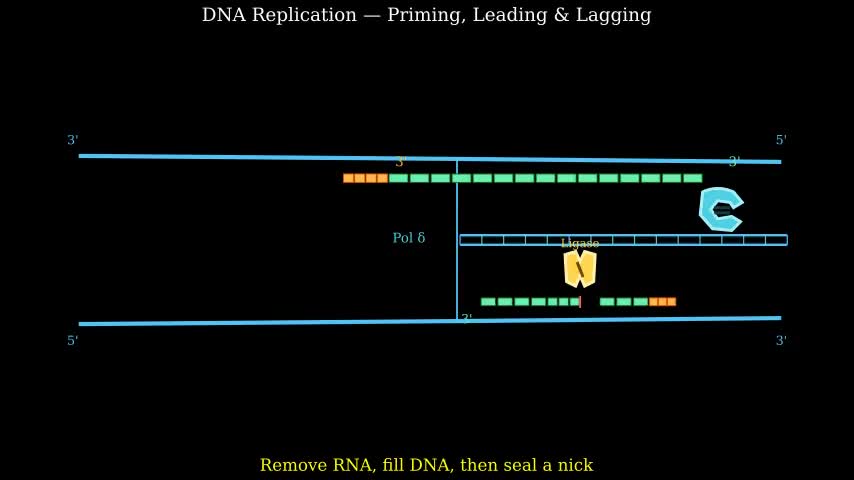 DNA Replication — Priming, Leading & Lagging
3'
5'
3'
3'
Pol δ
Ligase
3'
5'
3'
Remove RNA, fill DNA, then seal a nick